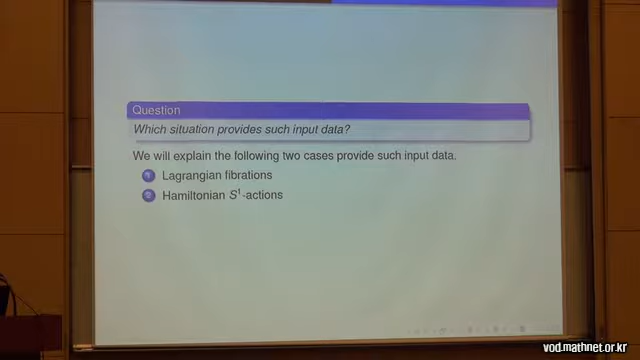 Question
Which situation provides such input data?
We will explain the following two cases provide such input data.
1 Lagrangian fibrations
2 Hamiltonian S¹-actions
vod.mathnet.or.kr